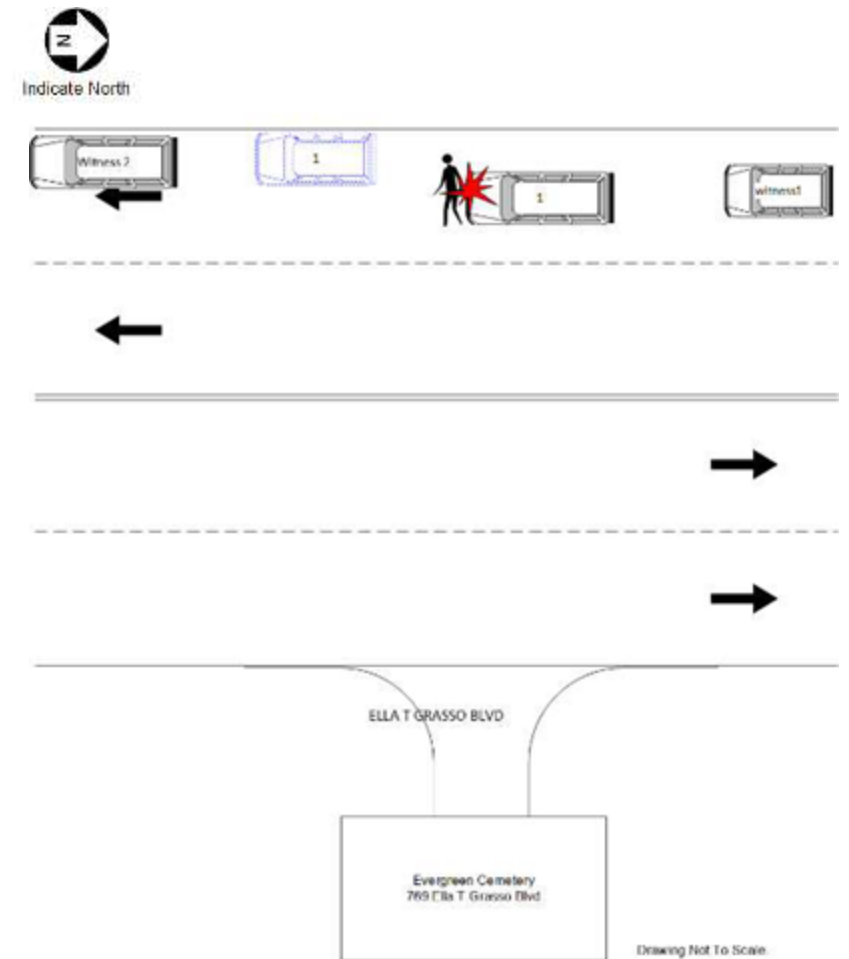 N
Indicate North
Witness 2
1
1
witness1
ELLA T GRASSO BLVD
Evergreen Cemetery
769 Ella T Grasso Blvd
Drawing Not To Scale